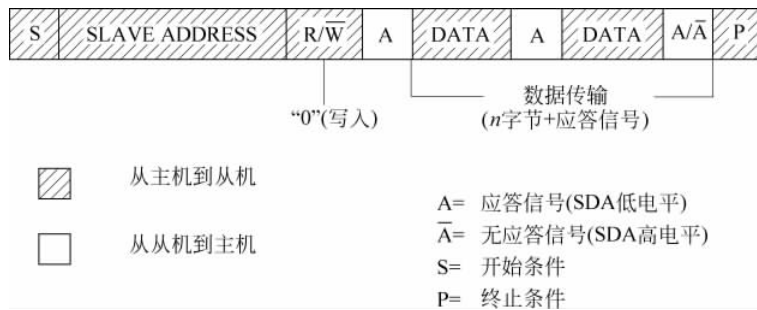 S SLAVE ADDRESS R/W̅ A DATA A DATA A/A̅ P
“0”(写入)
数据传输
(n字节+应答信号)
从主机到从机
从从机到主机
A= 应答信号(SDA低电平)
A̅= 无应答信号(SDA高电平)
S= 开始条件
P= 终止条件